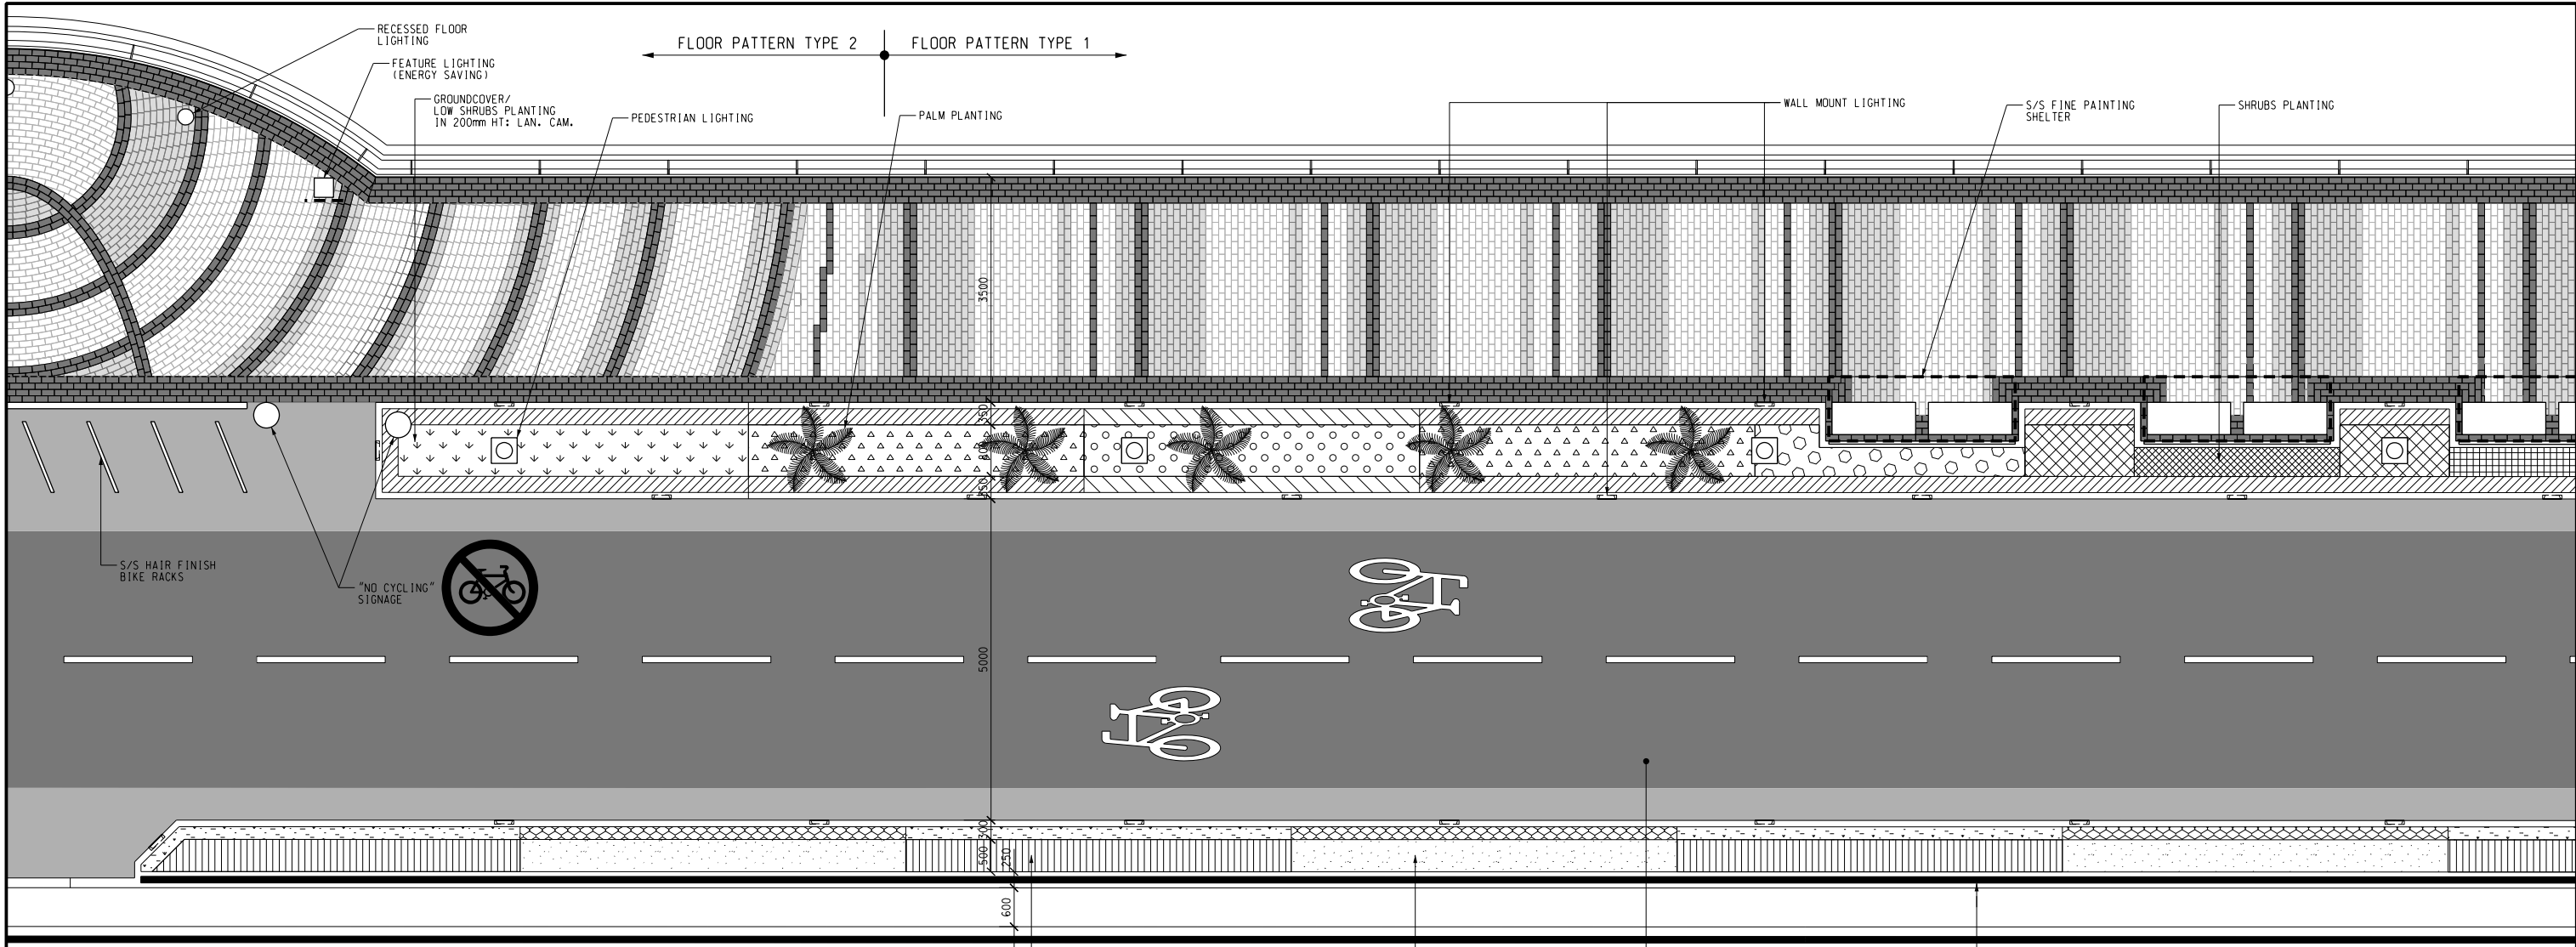 RECESSED FLOOR
LIGHTING
FLOOR PATTERN TYPE 2
FLOOR PATTERN TYPE 1
FEATURE LIGHTING
(ENERGY SAVING)
GROUNDCOVER/
LOW SHRUBS PLANTING
IN 200mm HT: LAN. CAM.
PEDESTRIAN LIGHTING
PALM PLANTING
WALL MOUNT LIGHTING
S/S FINE PAINTING
SHELTER
SHRUBS PLANTING
3500
350
800
350
S/S HAIR FINISH
BIKE RACKS
"NO CYCLING"
SIGNAGE
5000
300
500
250
600